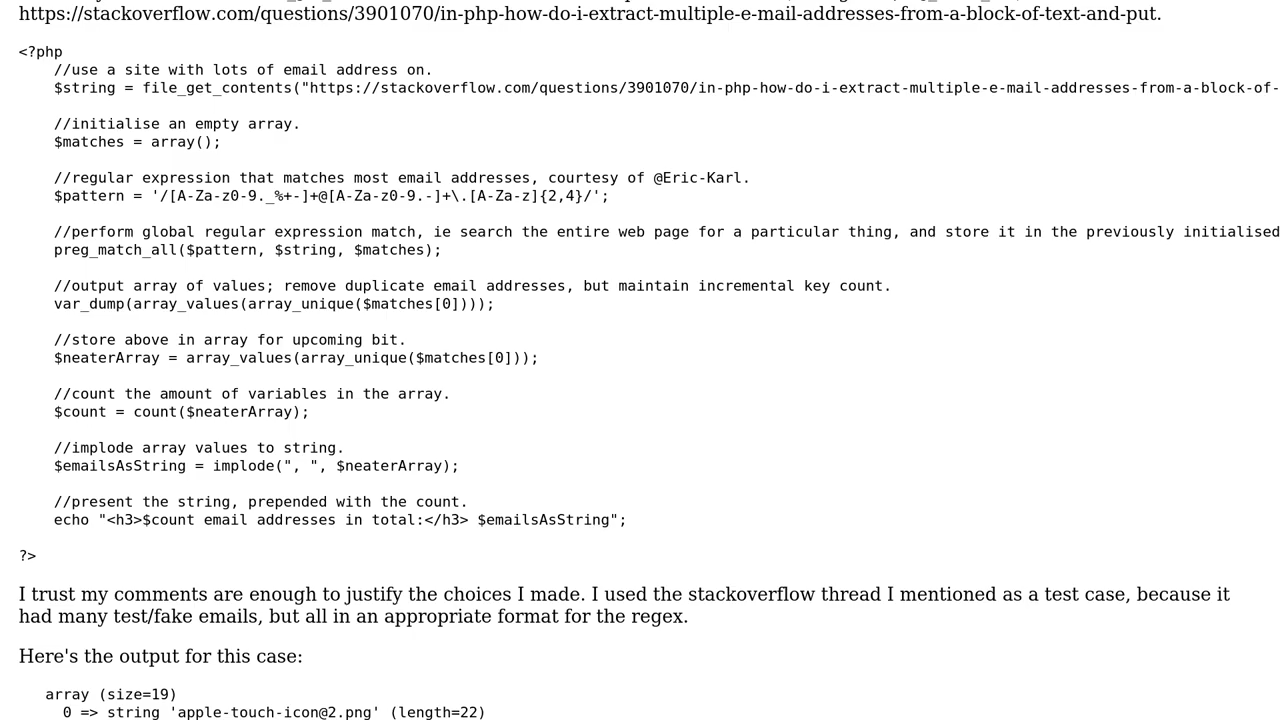 https://stackoverflow.com/questions/3901070/in-php-how-do-i-extract-multiple-e-mail-addresses-from-a-block-of-text-and-put.
<?php
    //use a site with lots of email address on.
    $string = file_get_contents("https://stackoverflow.com/questions/3901070/in-php-how-do-i-extract-multiple-e-mail-addresses-from-a-block-of-
    //initialise an empty array.
    $matches = array();
    //regular expression that matches most email addresses, courtesy of @Eric-Karl.
    $pattern = '/[A-Za-z0-9._%+-]+@[A-Za-z0-9.-]+\.[A-Za-z]{2,4}/';
    //perform global regular expression match, ie search the entire web page for a particular thing, and store it in the previously initialised
    preg_match_all($pattern, $string, $matches);
    //output array of values; remove duplicate email addresses, but maintain incremental key count.
    var_dump(array_values(array_unique($matches[0])));
    //store above in array for upcoming bit.
    $neaterArray = array_values(array_unique($matches[0]));
    //count the amount of variables in the array.
    $count = count($neaterArray);
    //implode array values to string.
    $emailsAsString = implode(", ", $neaterArray);
    //present the string, prepended with the count.
    echo "<h3>$count email addresses in total:</h3> $emailsAsString";
?>
I trust my comments are enough to justify the choices I made. I used the stackoverflow thread I mentioned as a test case, because it
had many test/fake emails, but all in an appropriate format for the regex.
Here's the output for this case:
   array (size=19)
     0 => string 'apple-touch-icon@2.png' (length=22)